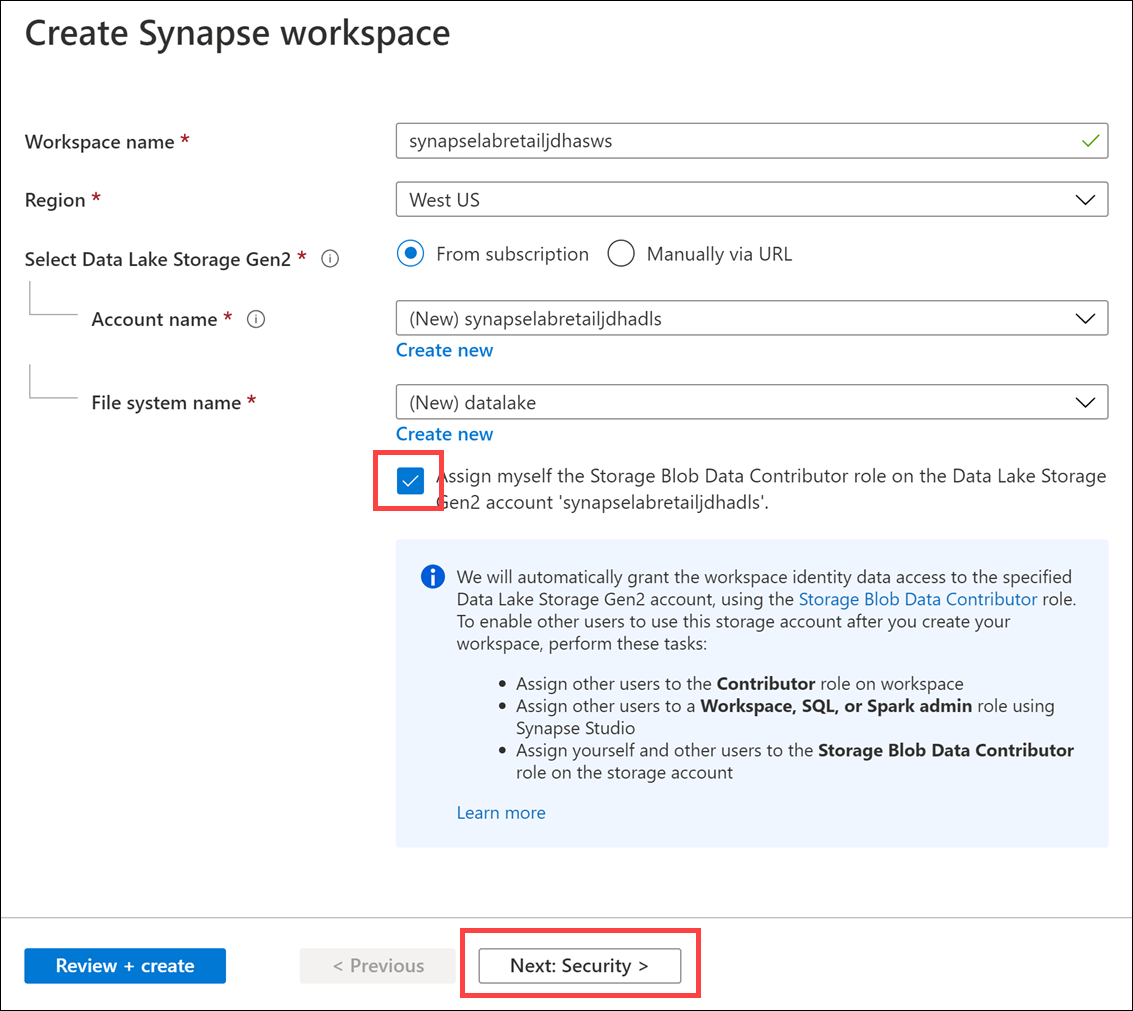 Create Synapse workspace
Workspace name *
synapselabretailjdhasws
Region *
West US
Select Data Lake Storage Gen2 *
From subscription
Manually via URL
Account name *
(New) synapselabretailjdhadls
Create new
File system name *
(New) datalake
Create new
Assign myself the Storage Blob Data Contributor role on the Data Lake Storage
Gen2 account 'synapselabretailjdhadls'.
We will automatically grant the workspace identity data access to the specified
Data Lake Storage Gen2 account, using the Storage Blob Data Contributor role.
To enable other users to use this storage account after you create your
workspace, perform these tasks:
• Assign other users to the Contributor role on workspace
• Assign other users to a Workspace, SQL, or Spark admin role using
Synapse Studio
• Assign yourself and other users to the Storage Blob Data Contributor
role on the storage account
Learn more
Review + create
< Previous
Next: Security >